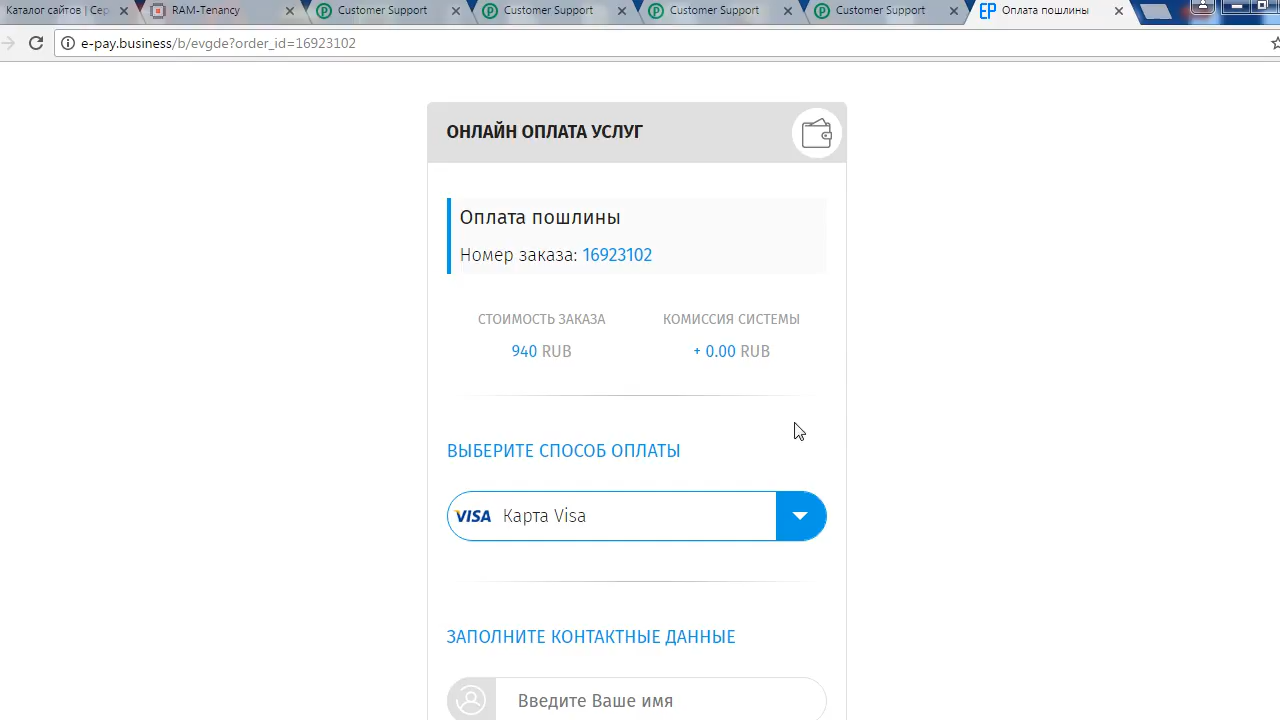 Каталог сайтов | Сер
RAM-Tenancy
Customer Support
Customer Support
Customer Support
Customer Support
EP Оплата пошлины
e-pay.business/b/evgde?order_id=16923102
ОНЛАЙН ОПЛАТА УСЛУГ
Оплата пошлины
Номер заказа: 16923102
СТОИМОСТЬ ЗАКАЗА
КОМИССИЯ СИСТЕМЫ
940 RUB
+ 0.00 RUB
ВЫБЕРИТЕ СПОСОБ ОПЛАТЫ
VISA Карта Visa
ЗАПОЛНИТЕ КОНТАКТНЫЕ ДАННЫЕ
Введите Ваше имя